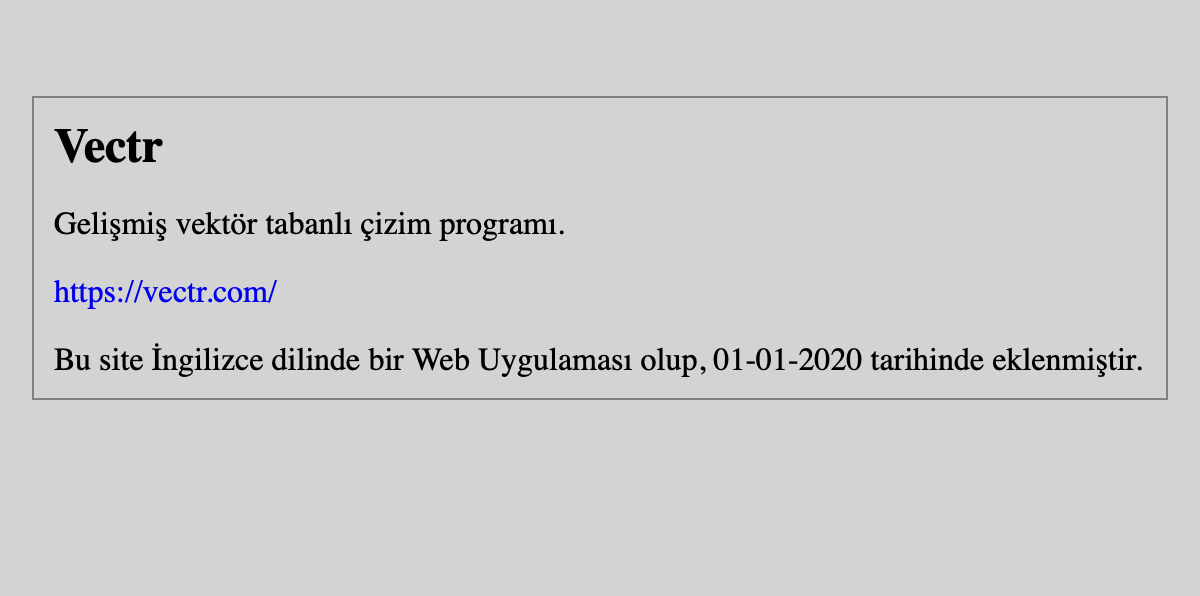 Vectr
Gelişmiş vektör tabanlı çizim programı.
https://vectr.com/
Bu site İngilizce dilinde bir Web Uygulaması olup, 01-01-2020 tarihinde eklenmiştir.